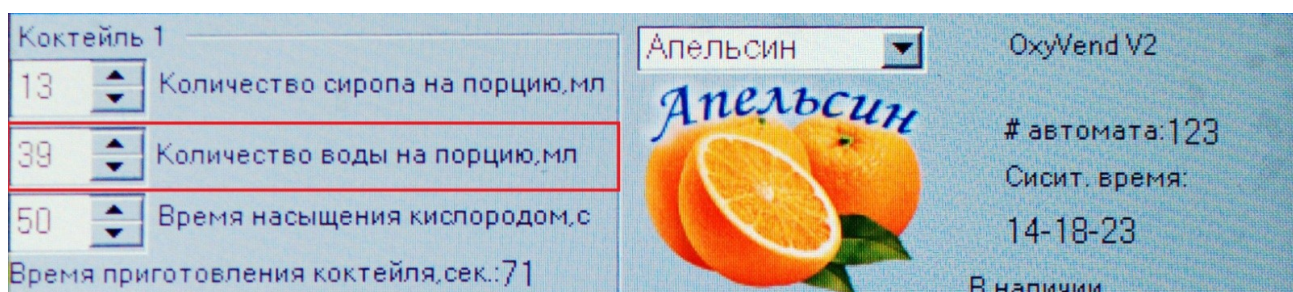 Коктейль 1
13 Количество сиропа на порцию,мл
39 Количество воды на порцию,мл
50 Время насыщения кислородом,с
Время приготовления коктейля,сек.:71
Апельсин
Апельсин
OxyVend V2
# автомата:123
Сисит. время:
14-18-23
В наличии